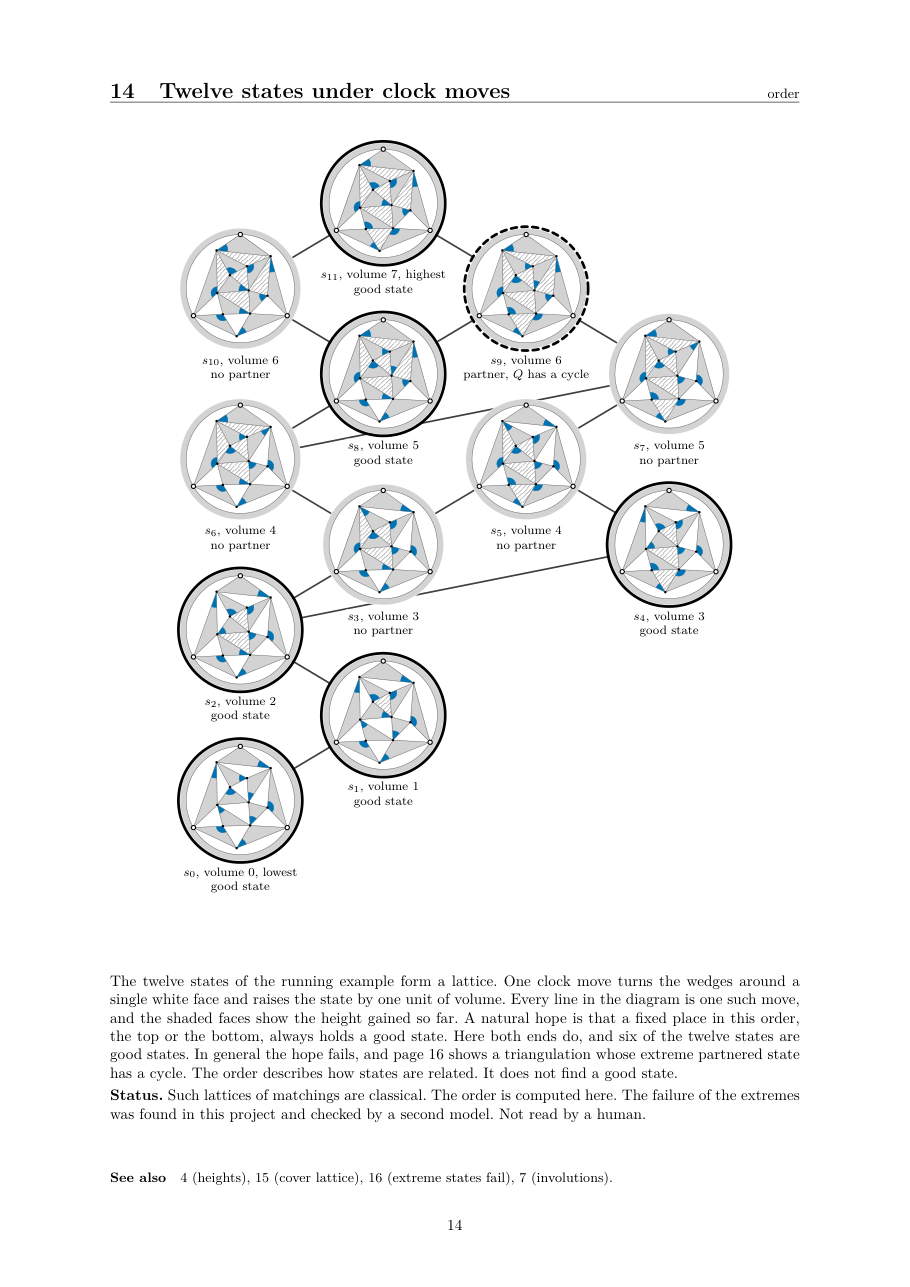 14 Twelve states under clock moves order
s11, volume 7, highest
good state
s10, volume 6
no partner
s9, volume 6
partner, Q has a cycle
s8, volume 5
good state
s7, volume 5
no partner
s6, volume 4
no partner
s5, volume 4
no partner
s3, volume 3
no partner
s4, volume 3
good state
s2, volume 2
good state
s1, volume 1
good state
s0, volume 0, lowest
good state
The twelve states of the running example form a lattice. One clock move turns the wedges around a
single white face and raises the state by one unit of volume. Every line in the diagram is one such move,
and the shaded faces show the height gained so far. A natural hope is that a fixed place in this order,
the top or the bottom, always holds a good state. Here both ends do, and six of the twelve states are
good states. In general the hope fails, and page 16 shows a triangulation whose extreme partnered state
has a cycle. The order describes how states are related. It does not find a good state.
Status. Such lattices of matchings are classical. The order is computed here. The failure of the extremes
was found in this project and checked by a second model. Not read by a human.
See also 4 (heights), 15 (cover lattice), 16 (extreme states fail), 7 (involutions).
14